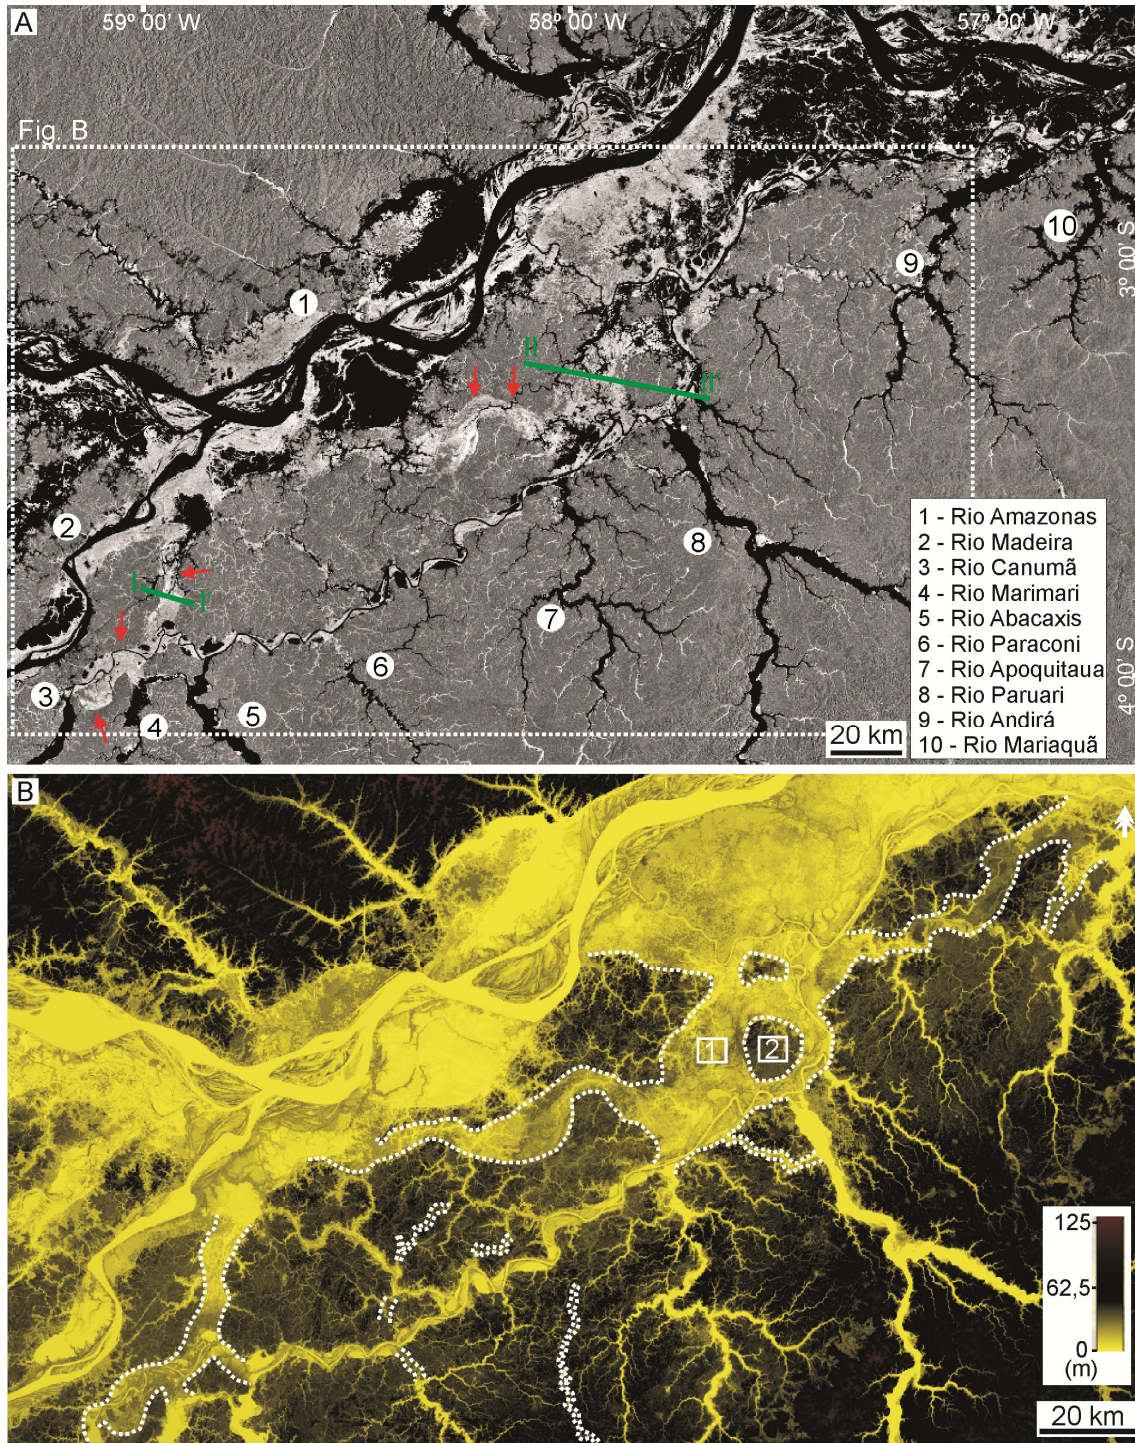 A
59º 00' W
58º 00' W
57º 00' W
Fig. B
10
3º 00' S
9
1
II
II'
2
8
1 - Rio Amazonas
2 - Rio Madeira
3 - Rio Canumã
4 - Rio Marimari
5 - Rio Abacaxis
6 - Rio Paraconi
7 - Rio Apoquitaua
8 - Rio Paruari
9 - Rio Andirá
10 - Rio Mariaquã
I
I'
7
6
3
4
5
4º 00' S
20 km
B
1
2
125
62,5
0
(m)
20 km